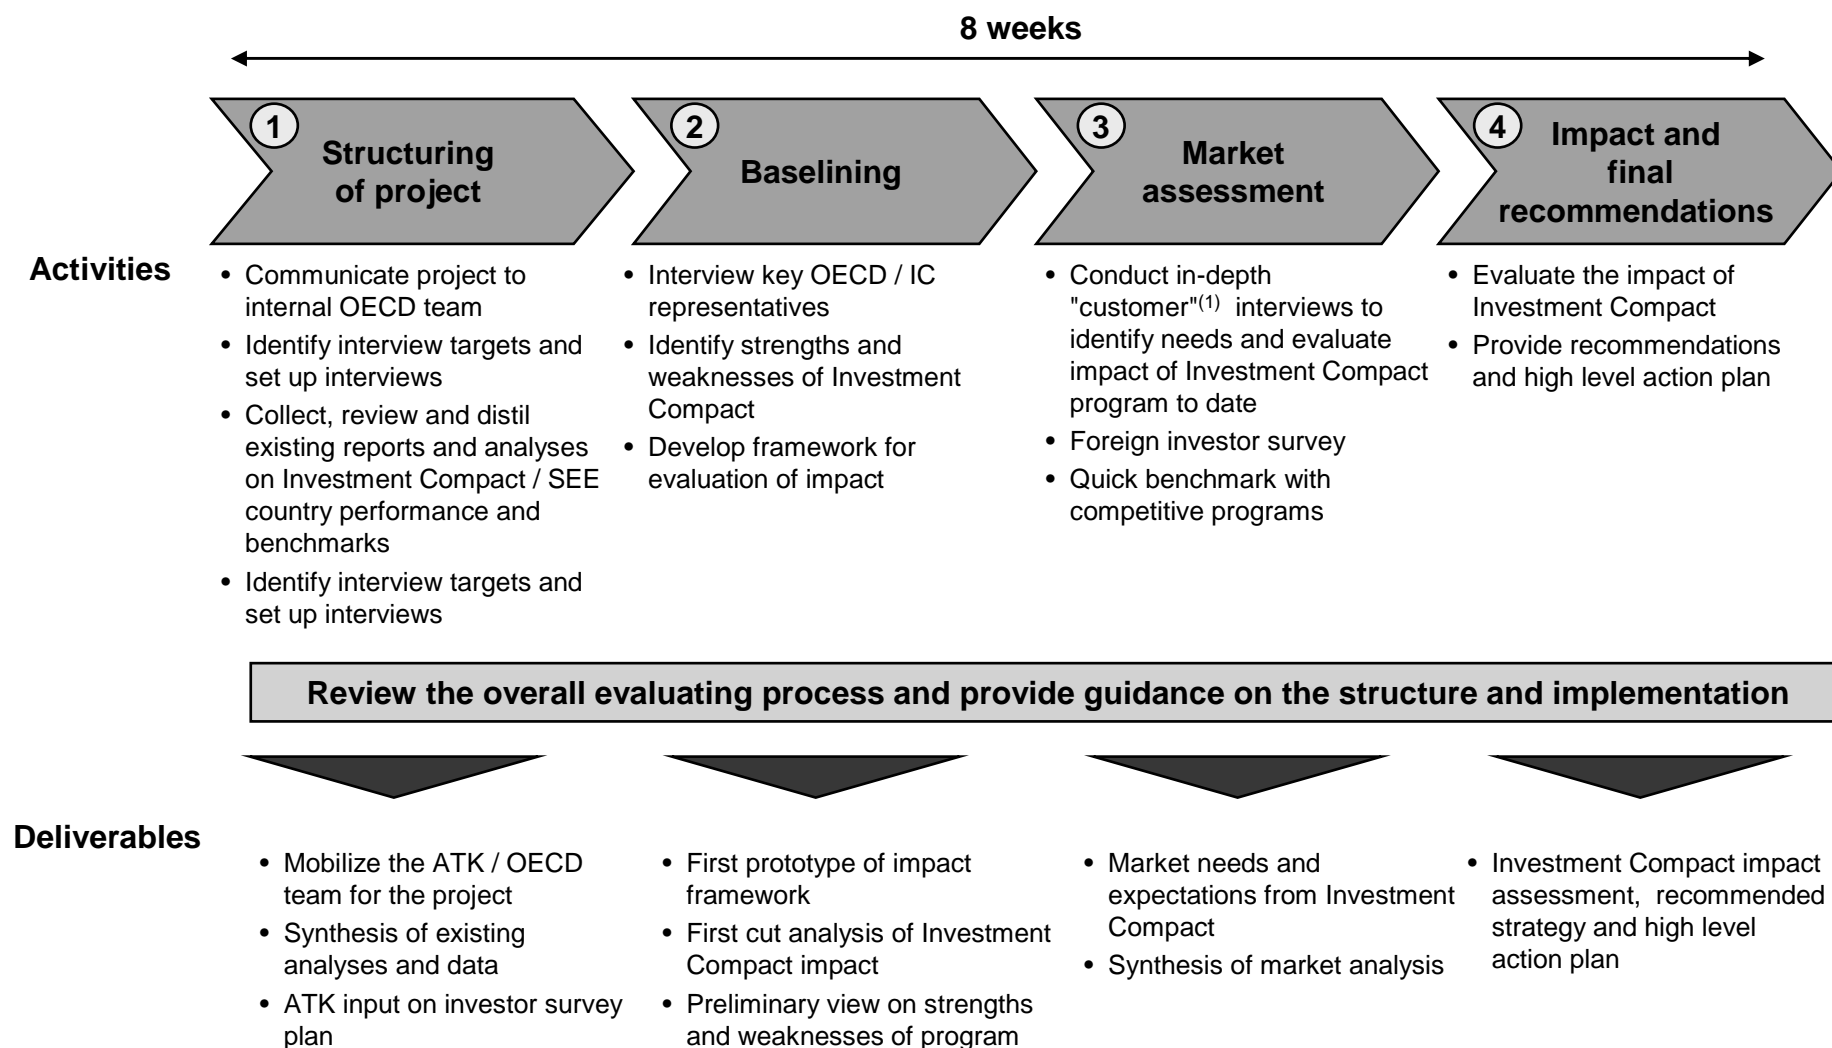 8 weeks
1
Structuring
of project
2
Baselining
3
Market
assessment
4
Impact and
final
recommendations
Activities
• Communicate project to
internal OECD team
• Identify interview targets and
set up interviews
• Collect, review and distil
existing reports and analyses
on Investment Compact / SEE
country performance and
benchmarks
• Identify interview targets and
set up interviews
• Interview key OECD / IC
representatives
• Identify strengths and
weaknesses of Investment
Compact
• Develop framework for
evaluation of impact
• Conduct in-depth
"customer"(1) interviews to
identify needs and evaluate
impact of Investment Compact
program to date
• Foreign investor survey
• Quick benchmark with
competitive programs
• Evaluate the impact of
Investment Compact
• Provide recommendations
and high level action plan
Review the overall evaluating process and provide guidance on the structure and implementation
Deliverables
• Mobilize the ATK / OECD
team for the project
• Synthesis of existing
analyses and data
• ATK input on investor survey
plan
• First prototype of impact
framework
• First cut analysis of Investment
Compact impact
• Preliminary view on strengths
and weaknesses of program
• Market needs and
expectations from Investment
Compact
• Synthesis of market analysis
• Investment Compact impact
assessment, recommended
strategy and high level
action plan